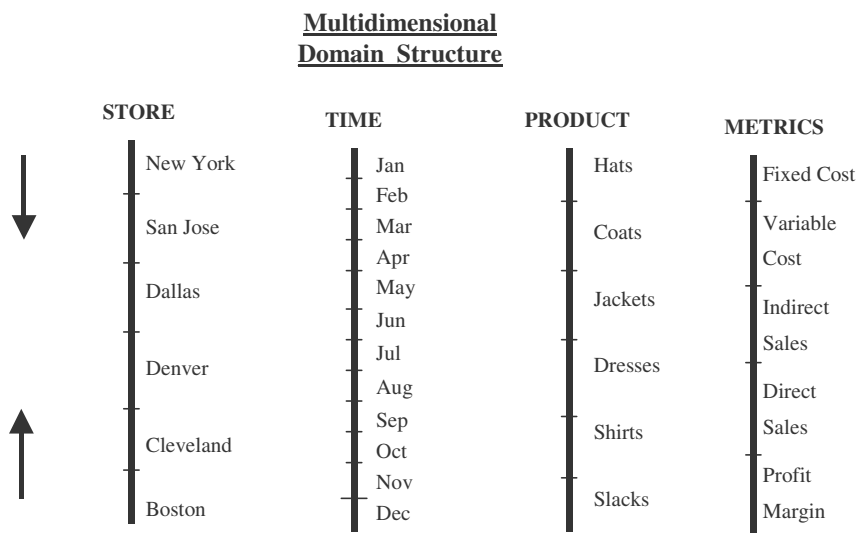 Multidimensional
Domain Structure
STORE
New York
San Jose
Dallas
Denver
Cleveland
Boston
TIME
Jan
Feb
Mar
Apr
May
Jun
Jul
Aug
Sep
Oct
Nov
Dec
PRODUCT
Hats
Coats
Jackets
Dresses
Shirts
Slacks
METRICS
Fixed Cost
Variable
Cost
Indirect
Sales
Direct
Sales
Profit
Margin